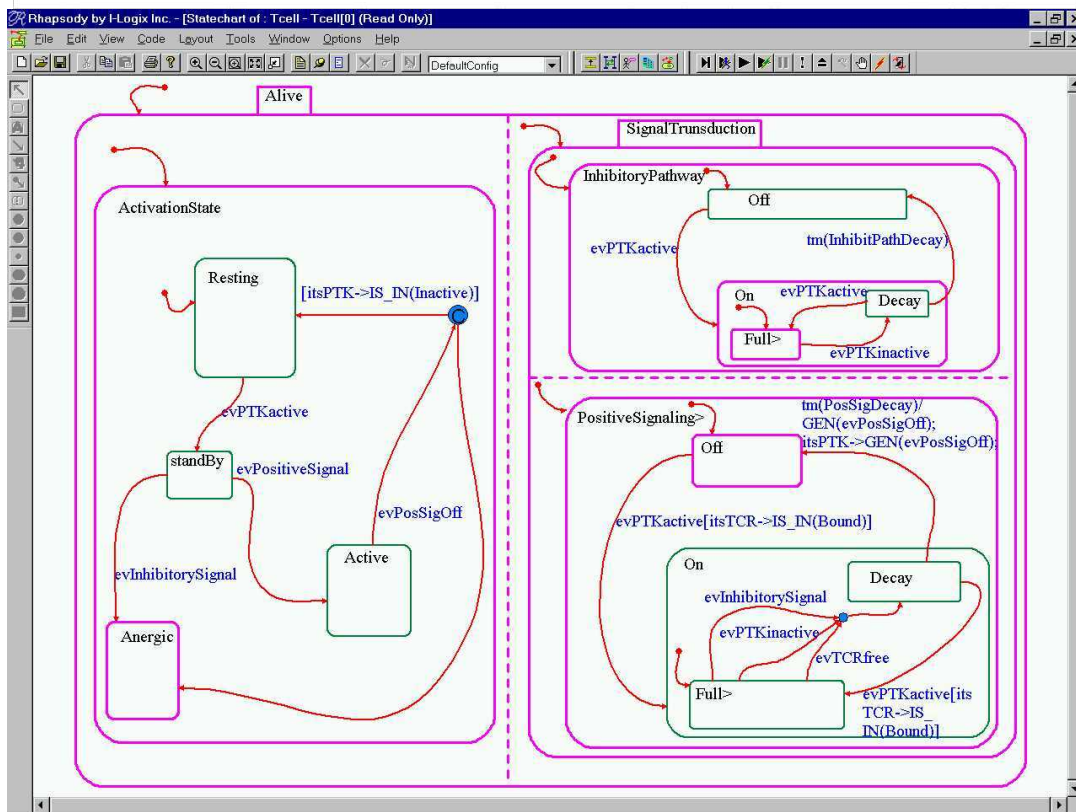 Rhapsody by I-Logix Inc. - [Statechart of : Tcell - Tcell[0] (Read Only)]
File Edit View Code Layout Tools Window Options Help
DefaultConfig
Alive
ActivationState
Resting
[itsPTK->IS_IN(Inactive)]
C
evPTKactive
standBy
evPositiveSignal
evPosSigOff
evInhibitorySignal
Active
Anergic
SignalTrunsduction
InhibitoryPathway
Off
evPTKactive
tm(InhibitPathDecay)
On
evPTKactive
Decay
Full>
evPTKinactive
PositiveSignaling>
tm(PosSigDecay)/
GEN(evPosSigOff);
itsPTK->GEN(evPosSigOff);
Off
evPTKactive[itsTCR->IS_IN(Bound)]
On
Decay
evInhibitorySignal
evPTKinactive
evTCRfree
Full>
evPTKactive[its
TCR->IS_
IN(Bound)]